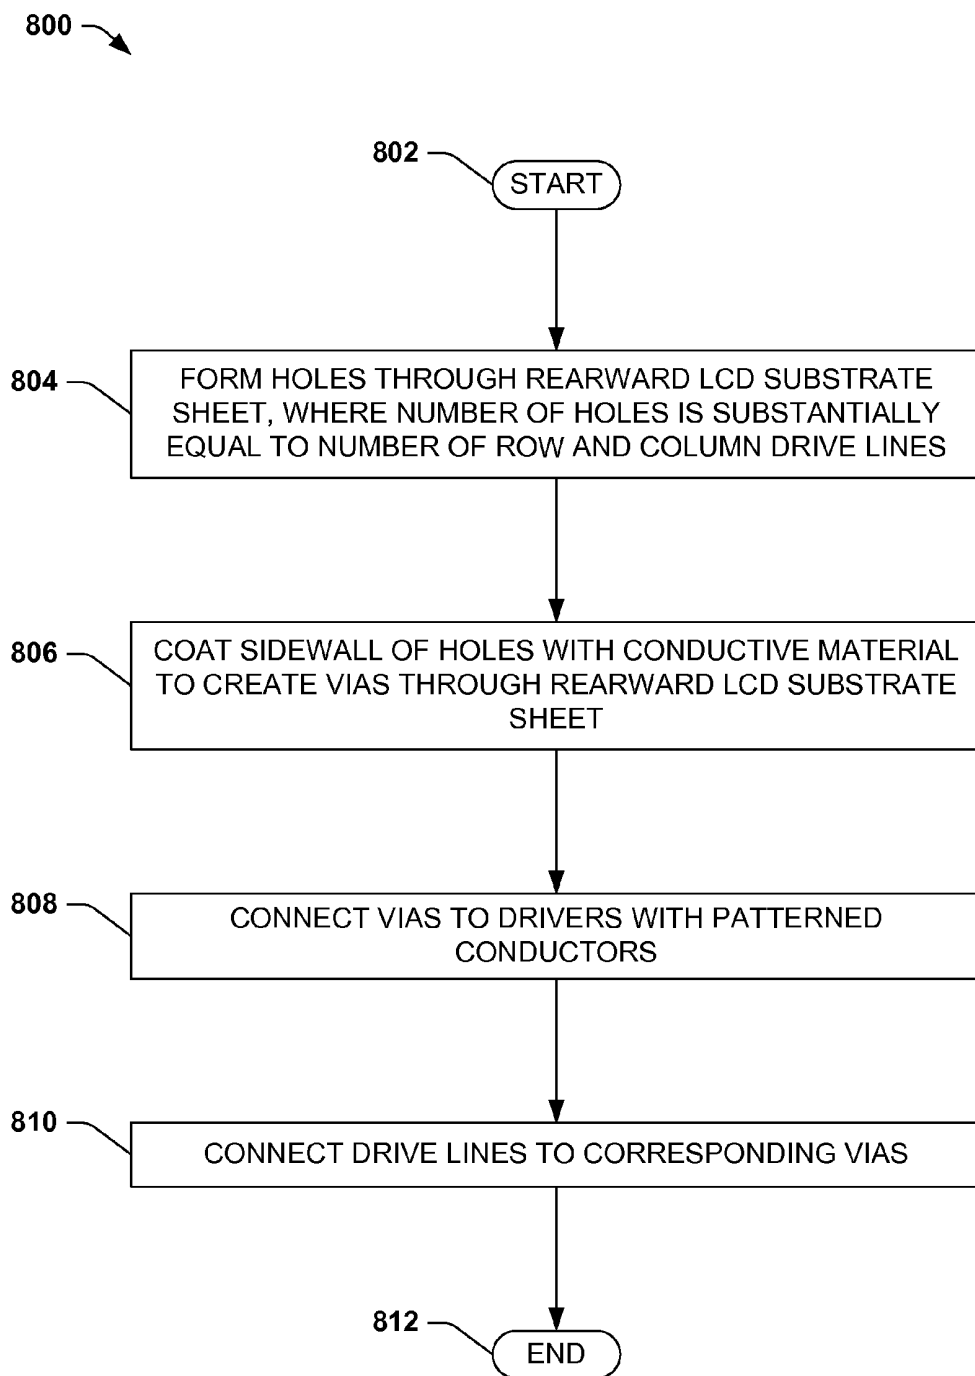 800
802
START
804
FORM HOLES THROUGH REARWARD LCD SUBSTRATE
SHEET, WHERE NUMBER OF HOLES IS SUBSTANTIALLY
EQUAL TO NUMBER OF ROW AND COLUMN DRIVE LINES
806
COAT SIDEWALL OF HOLES WITH CONDUCTIVE MATERIAL
TO CREATE VIAS THROUGH REARWARD LCD SUBSTRATE
SHEET
808
CONNECT VIAS TO DRIVERS WITH PATTERNED
CONDUCTORS
810
CONNECT DRIVE LINES TO CORRESPONDING VIAS
812
END